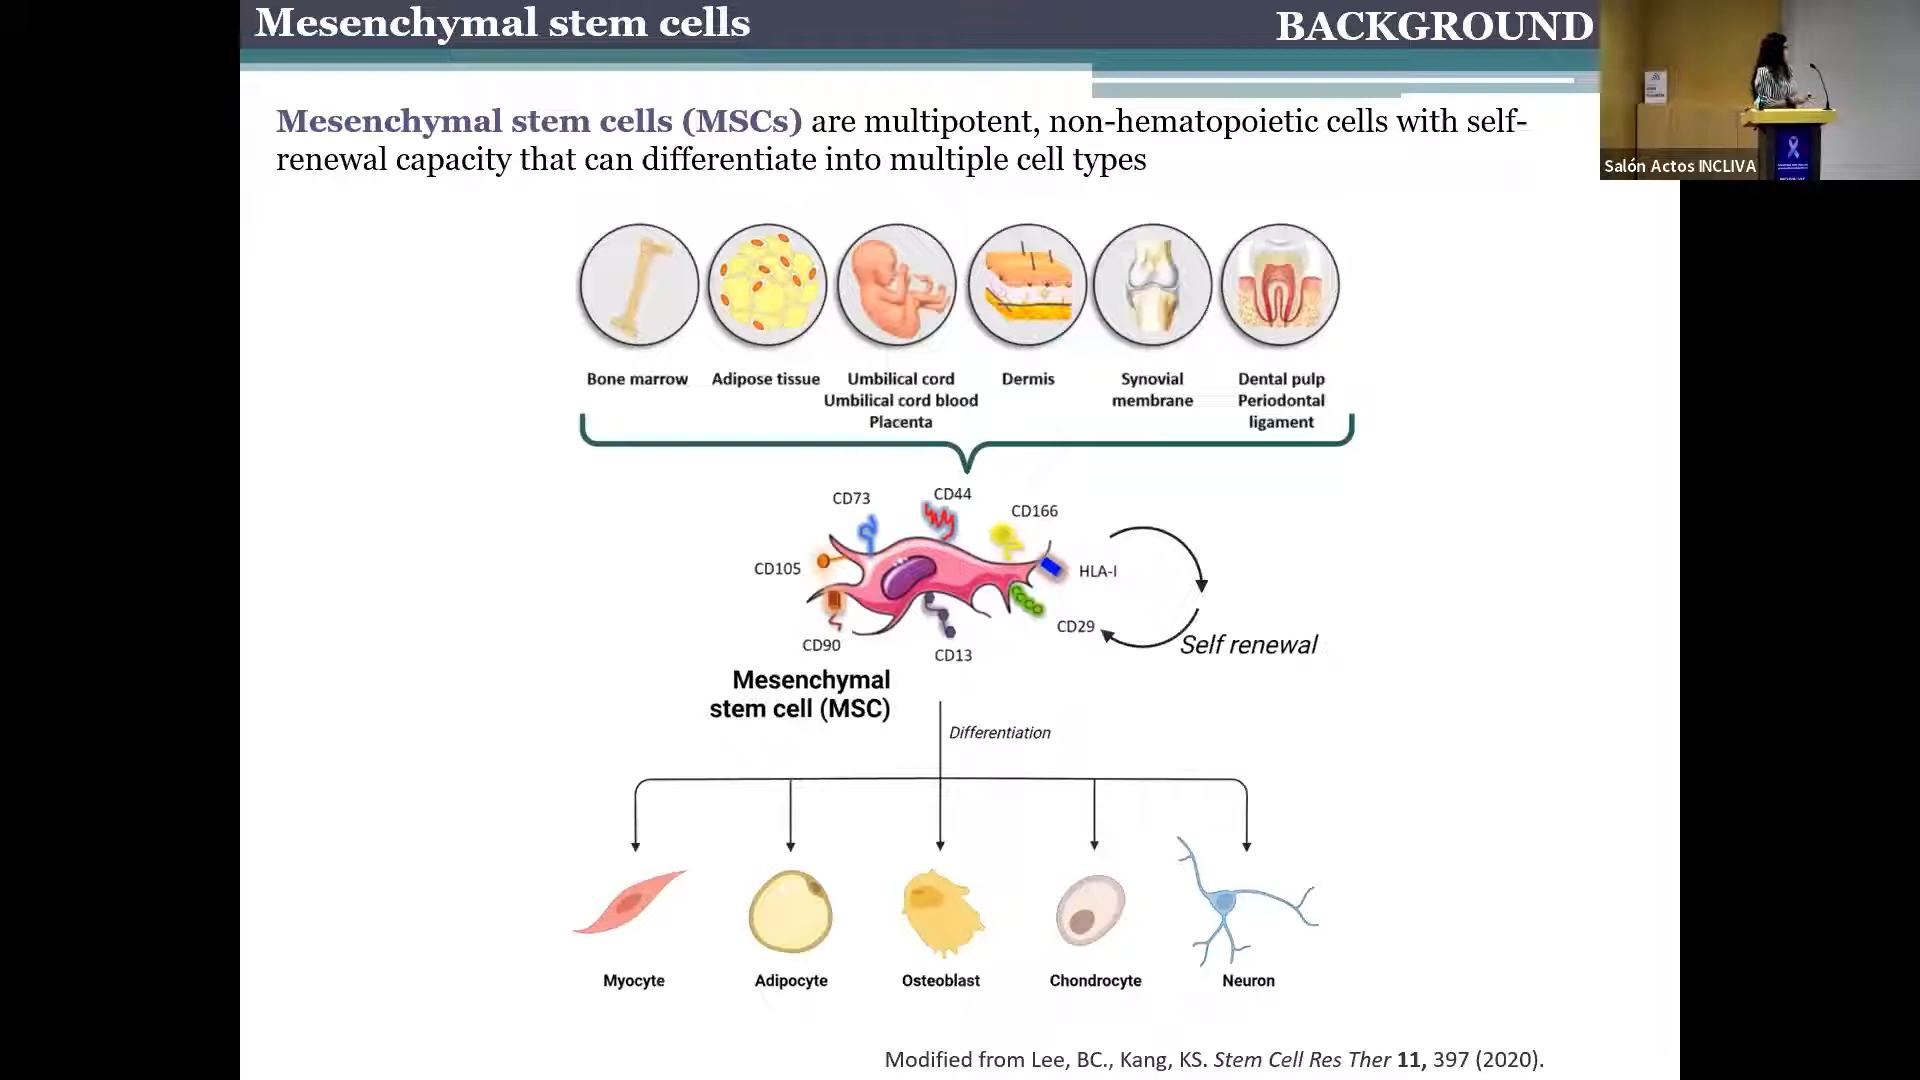 Mesenchymal stem cells
BACKGROUND
Mesenchymal stem cells (MSCs) are multipotent, non-hematopoietic cells with self-
renewal capacity that can differentiate into multiple cell types
Salón Actos INCLIVA
Bone marrow
Adipose tissue
Umbilical cord
Umbilical cord blood
Placenta
Dermis
Synovial
membrane
Dental pulp
Periodontal
ligament
CD73
CD44
CD166
CD105
HLA-I
CD29
CD90
CD13
Self renewal
Mesenchymal
stem cell (MSC)
Differentiation
Myocyte
Adipocyte
Osteoblast
Chondrocyte
Neuron
Modified from Lee, BC., Kang, KS. Stem Cell Res Ther 11, 397 (2020).